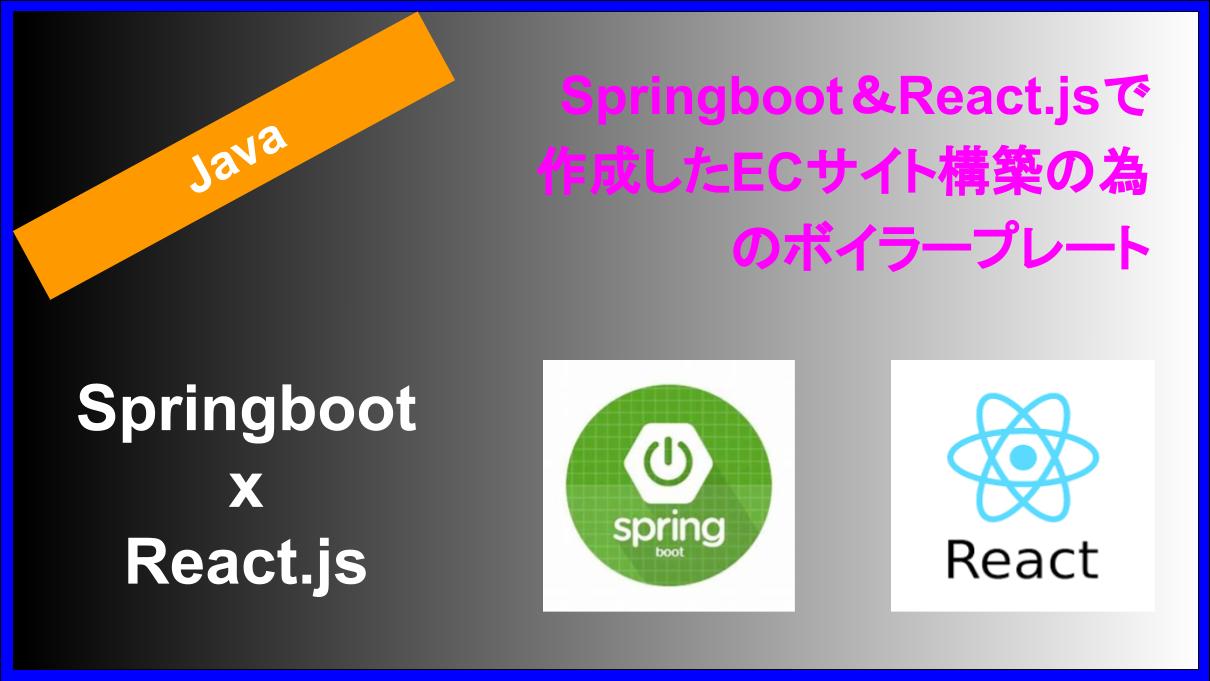 Java
Springboot＆React.jsで
作成したECサイト構築の為
のボイラープレート
Springboot
x
React.js
spring
boot
React